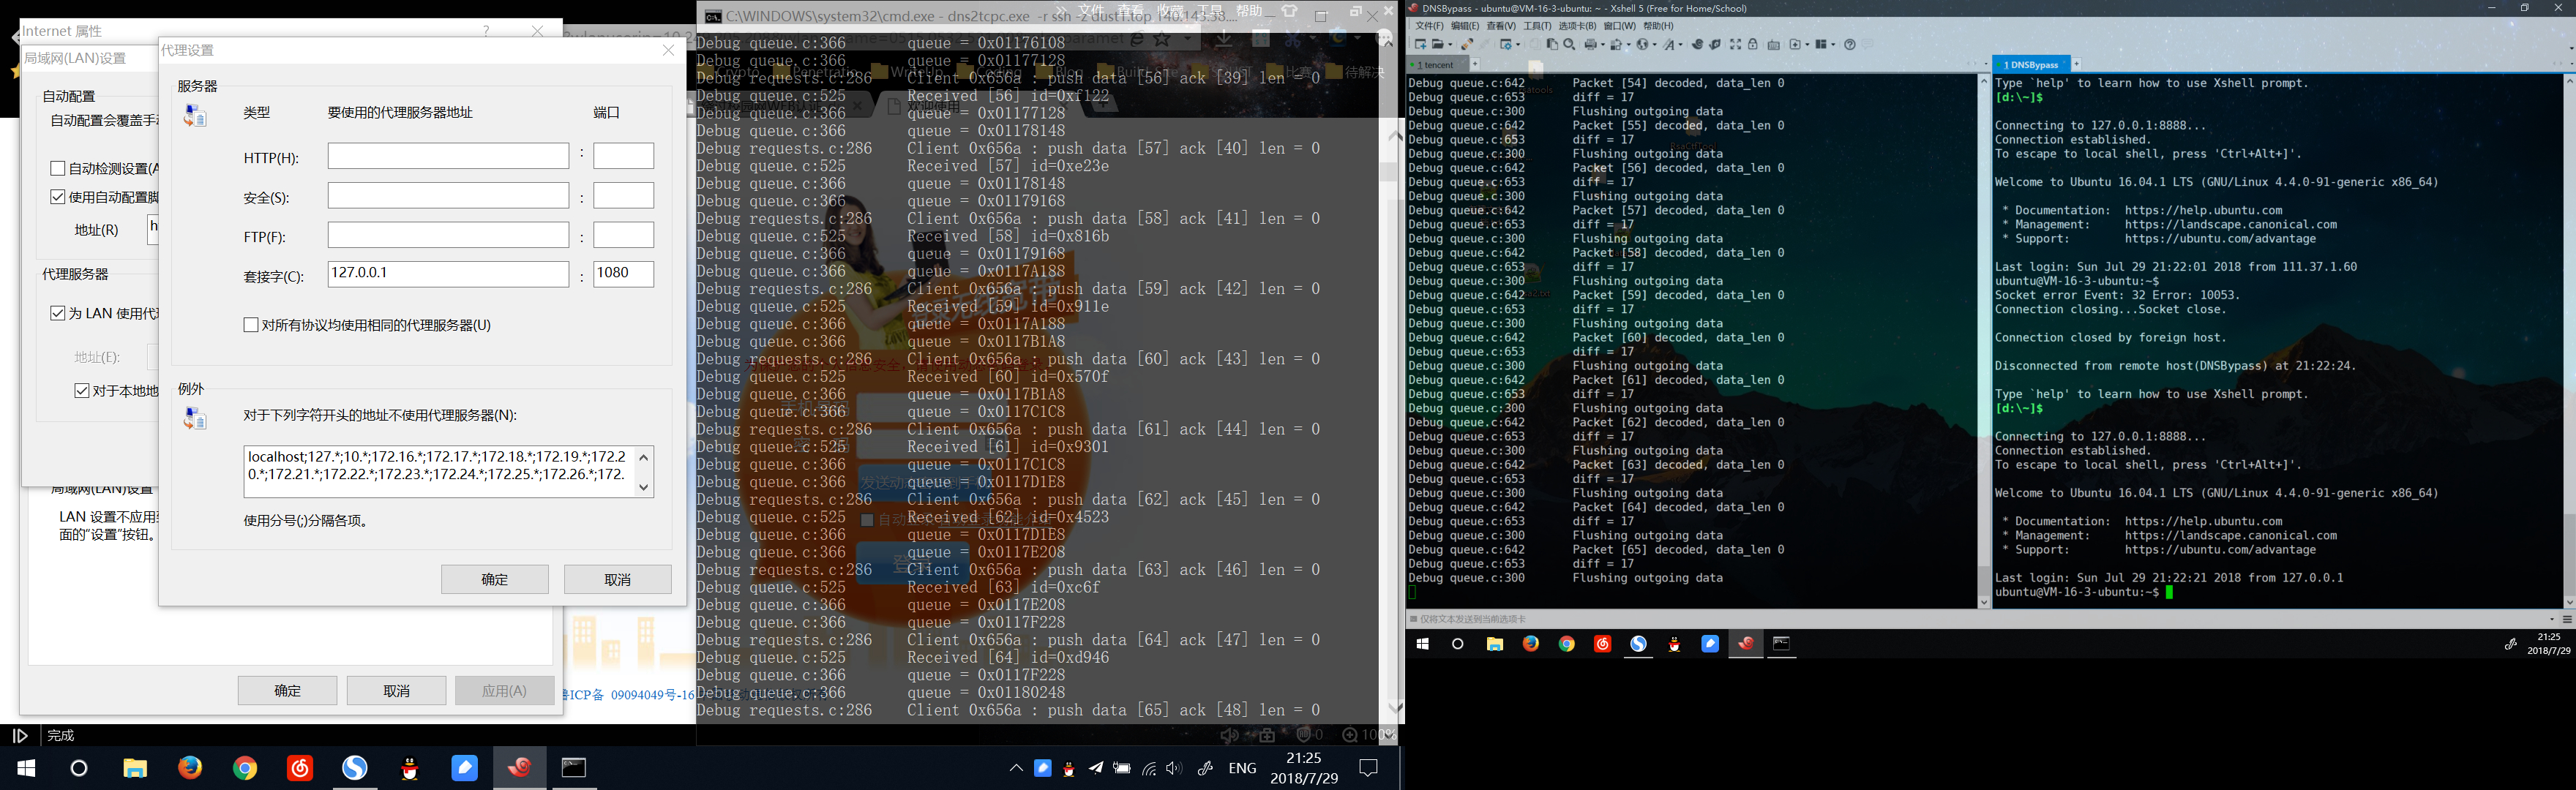 Internet 属性
局域网(LAN)设置
自动配置
自动配置会覆盖手
自动检测设置(A
使用自动配置脚
地址(R)
h
代理服务器
为 LAN 使用代
地址(E):
对于本地地
局域网(LAN)设置
LAN 设置不应用
面的"设置"按钮。
确定
取消
应用(A)
代理设置
服务器
类型
要使用的代理服务器地址
端口
HTTP(H):
:
安全(S):
:
FTP(F):
:
套接字(C):
127.0.0.1
:
1080
对所有协议均使用相同的代理服务器(U)
例外
对于下列字符开头的地址不使用代理服务器(N):
localhost;127.*;10.*;172.16.*;172.17.*;172.18.*;172.19.*;172.2
0.*;172.21.*;172.22.*;172.23.*;172.24.*;172.25.*;172.26.*;172.
使用分号(;)分隔各项。
确定
取消
ICP备 09094049号-16
完成
C:\WINDOWS\system32\cmd.exe - dns2tcpc.exe -r ssh -z dust1.top 140.143.38....
文件 查看 收藏 工具 帮助
Debug queue.c:366 queue = 0x01176108
Debug queue.c:366 queue = 0x01177128
Debug requests.c:286 Client 0x656a : push data [56] ack [39] len = 0
Debug queue.c:525 Received [56] id=0xf122
Debug queue.c:366 queue = 0x01177128
Debug queue.c:366 queue = 0x01178148
Debug requests.c:286 Client 0x656a : push data [57] ack [40] len = 0
Debug queue.c:525 Received [57] id=0xe23e
Debug queue.c:366 queue = 0x01178148
Debug queue.c:366 queue = 0x01179168
Debug requests.c:286 Client 0x656a : push data [58] ack [41] len = 0
Debug queue.c:525 Received [58] id=0x816b
Debug queue.c:366 queue = 0x01179168
Debug queue.c:366 queue = 0x0117A188
Debug requests.c:286 Client 0x656a : push data [59] ack [42] len = 0
Debug queue.c:525 Received [59] id=0x911e
Debug queue.c:366 queue = 0x0117A188
Debug queue.c:366 queue = 0x0117B1A8
Debug requests.c:286 Client 0x656a : push data [60] ack [43] len = 0
Debug queue.c:525 Received [60] id=0x570f
Debug queue.c:366 queue = 0x0117B1A8
Debug queue.c:366 queue = 0x0117C1C8
Debug requests.c:286 Client 0x656a : push data [61] ack [44] len = 0
Debug queue.c:525 Received [61] id=0x9301
Debug queue.c:366 queue = 0x0117C1C8
Debug queue.c:366 queue = 0x0117D1E8
Debug requests.c:286 Client 0x656a : push data [62] ack [45] len = 0
Debug queue.c:525 Received [62] id=0x4523
Debug queue.c:366 queue = 0x0117D1E8
Debug queue.c:366 queue = 0x0117E208
Debug requests.c:286 Client 0x656a : push data [63] ack [46] len = 0
Debug queue.c:525 Received [63] id=0xc6f
Debug queue.c:366 queue = 0x0117E208
Debug queue.c:366 queue = 0x0117F228
Debug requests.c:286 Client 0x656a : push data [64] ack [47] len = 0
Debug queue.c:525 Received [64] id=0xd946
Debug queue.c:366 queue = 0x0117F228
Debug queue.c:366 queue = 0x01180248
Debug requests.c:286 Client 0x656a : push data [65] ack [48] len = 0
100%
ENG
21:25
2018/7/29
DNSBypass - ubuntu@VM-16-3-ubuntu: ~ - Xshell 5 (Free for Home/School)
文件(F) 编辑(E) 查看(V) 工具(T) 选项卡(B) 窗口(W) 帮助(H)
1 tencent
Debug queue.c:642 Packet [54] decoded, data_len 0
Debug queue.c:653 diff = 17
Debug queue.c:300 Flushing outgoing data
Debug queue.c:642 Packet [55] decoded, data_len 0
Debug queue.c:653 diff = 17
Debug queue.c:300 Flushing outgoing data
Debug queue.c:642 Packet [56] decoded, data_len 0
Debug queue.c:653 diff = 17
Debug queue.c:300 Flushing outgoing data
Debug queue.c:642 Packet [57] decoded, data_len 0
Debug queue.c:653 diff = 17
Debug queue.c:300 Flushing outgoing data
Debug queue.c:642 Packet [58] decoded, data_len 0
Debug queue.c:653 diff = 17
Debug queue.c:300 Flushing outgoing data
Debug queue.c:642 Packet [59] decoded, data_len 0
Debug queue.c:653 diff = 17
Debug queue.c:300 Flushing outgoing data
Debug queue.c:642 Packet [60] decoded, data_len 0
Debug queue.c:653 diff = 17
Debug queue.c:300 Flushing outgoing data
Debug queue.c:642 Packet [61] decoded, data_len 0
Debug queue.c:653 diff = 17
Debug queue.c:300 Flushing outgoing data
Debug queue.c:642 Packet [62] decoded, data_len 0
Debug queue.c:653 diff = 17
Debug queue.c:300 Flushing outgoing data
Debug queue.c:642 Packet [63] decoded, data_len 0
Debug queue.c:653 diff = 17
Debug queue.c:300 Flushing outgoing data
Debug queue.c:642 Packet [64] decoded, data_len 0
Debug queue.c:653 diff = 17
Debug queue.c:300 Flushing outgoing data
Debug queue.c:642 Packet [65] decoded, data_len 0
Debug queue.c:653 diff = 17
Debug queue.c:300 Flushing outgoing data
1 DNSBypass
Type `help' to learn how to use Xshell prompt.
[d:\~]$
Connecting to 127.0.0.1:8888...
Connection established.
To escape to local shell, press 'Ctrl+Alt+]'.
Welcome to Ubuntu 16.04.1 LTS (GNU/Linux 4.4.0-91-generic x86_64)
* Documentation: https://help.ubuntu.com
* Management: https://landscape.canonical.com
* Support: https://ubuntu.com/advantage
Last login: Sun Jul 29 21:22:01 2018 from 111.37.1.60
ubuntu@VM-16-3-ubuntu:~$
Socket error Event: 32 Error: 10053.
Connection closing...Socket close.
Connection closed by foreign host.
Disconnected from remote host(DNSBypass) at 21:22:24.
Type `help' to learn how to use Xshell prompt.
[d:\~]$
Connecting to 127.0.0.1:8888...
Connection established.
To escape to local shell, press 'Ctrl+Alt+]'.
Welcome to Ubuntu 16.04.1 LTS (GNU/Linux 4.4.0-91-generic x86_64)
* Documentation: https://help.ubuntu.com
* Management: https://landscape.canonical.com
* Support: https://ubuntu.com/advantage
Last login: Sun Jul 29 21:22:21 2018 from 127.0.0.1
ubuntu@VM-16-3-ubuntu:~$
仅将文本发送到当前选项卡
21:25
2018/7/29